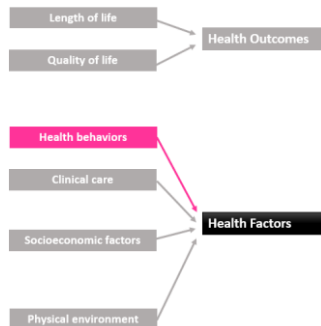 Length of life
Health Outcomes
Quality of life
Health behaviors
Clinical care
Health Factors
Socioeconomic factors
Physical environment